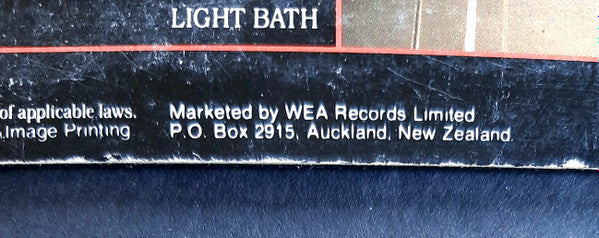 LIGHT BATH
of applicable laws.
Image Printing
Marketed by WEA Records Limited
P.O. Box 2915, Auckland, New Zealand.